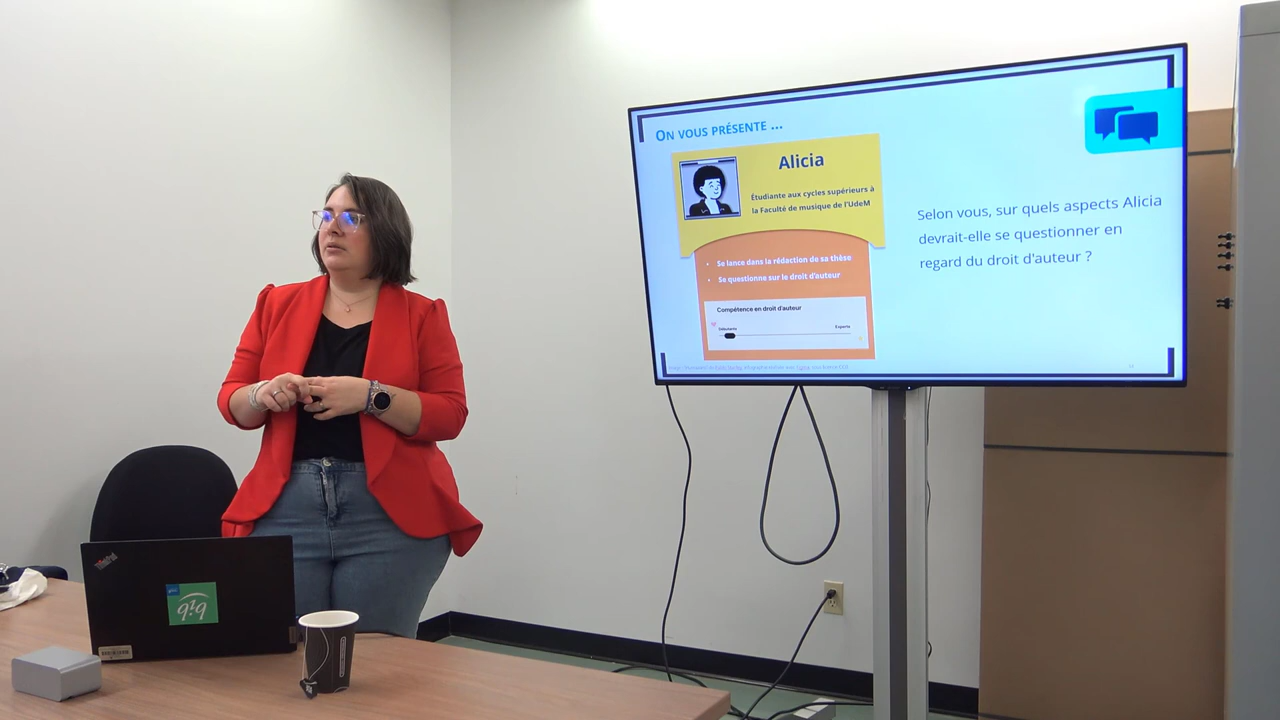 On vous présente ...
Alicia
Étudiante aux cycles supérieurs à
la Faculté de musique de l'UdeM
• Se lance dans la rédaction de sa thèse
• Se questionne sur le droit d'auteur
Compétence en droit d'auteur
Débutante
Experte
Selon vous, sur quels aspects Alicia
devrait-elle se questionner en
regard du droit d'auteur ?
ThinkPad
bib